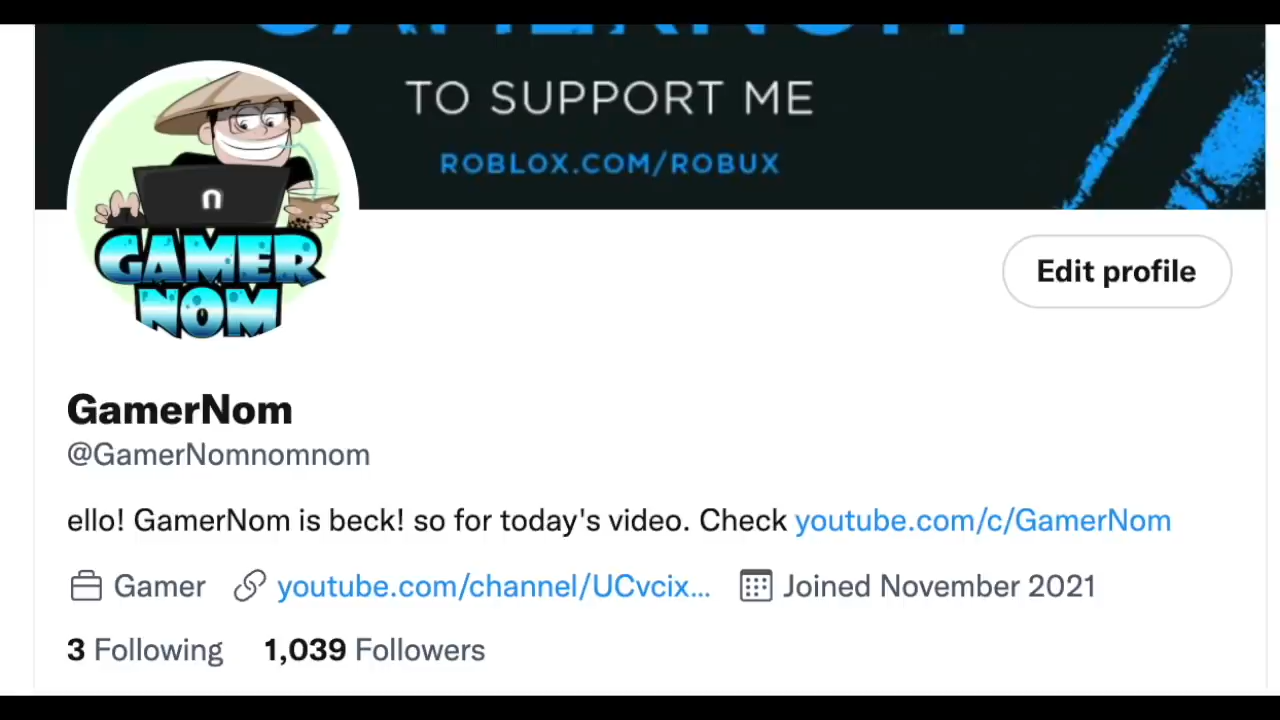 GAMERNOM
TO SUPPORT ME
ROBLOX.COM/ROBUX
n
GAMER
NOM
Edit profile
GamerNom
@GamerNomnomnom
ello! GamerNom is beck! so for today's video. Check youtube.com/c/GamerNom
Gamer youtube.com/channel/UCvcix... Joined November 2021
3 Following 1,039 Followers